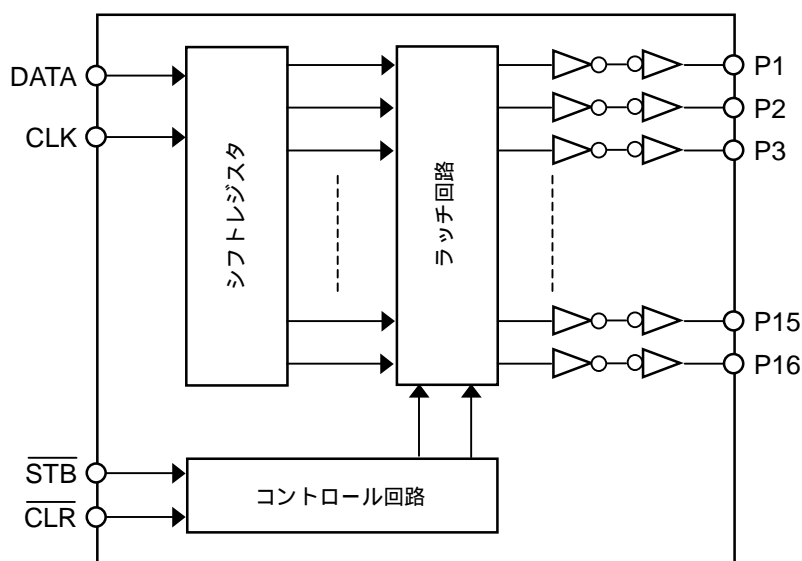 DATA
CLK
シフトレジスタ
ラッチ回路
P1
P2
P3
P15
P16
STB
CLR
コントロール回路